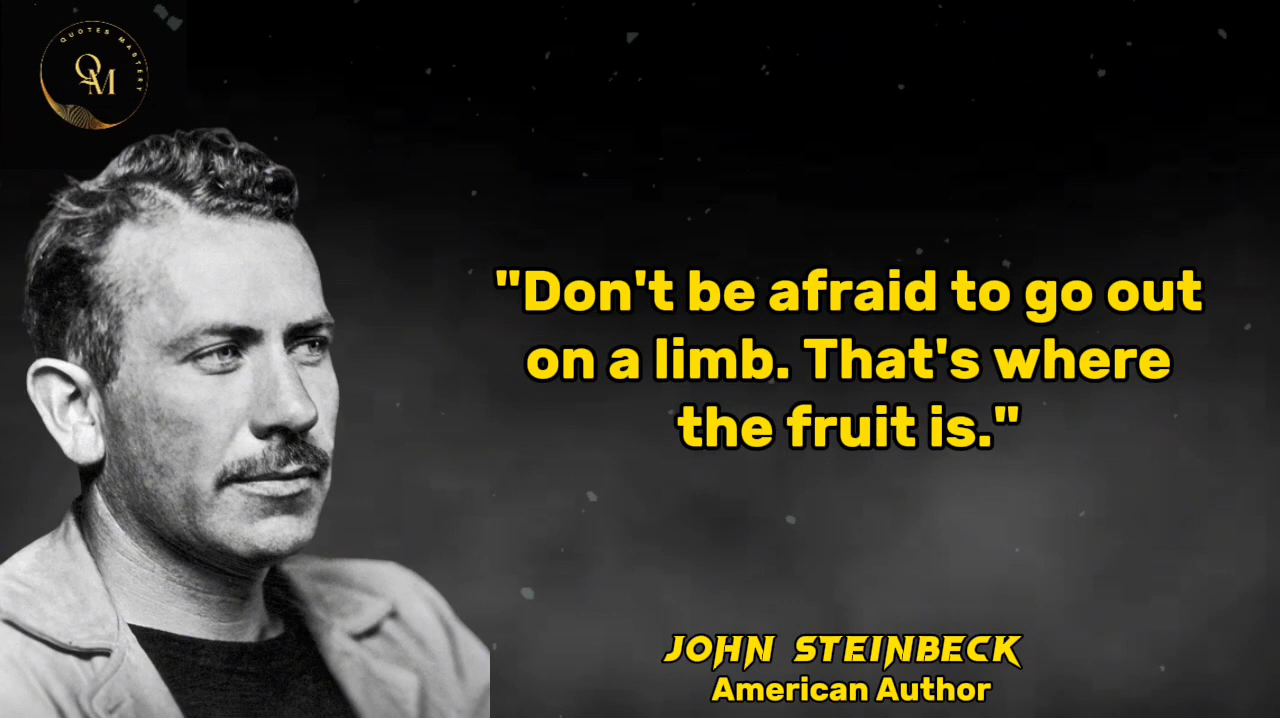 QUOTES MASTERY
QM
"Don't be afraid to go out
on a limb. That's where
the fruit is."
JOHN STEINBECK
American Author